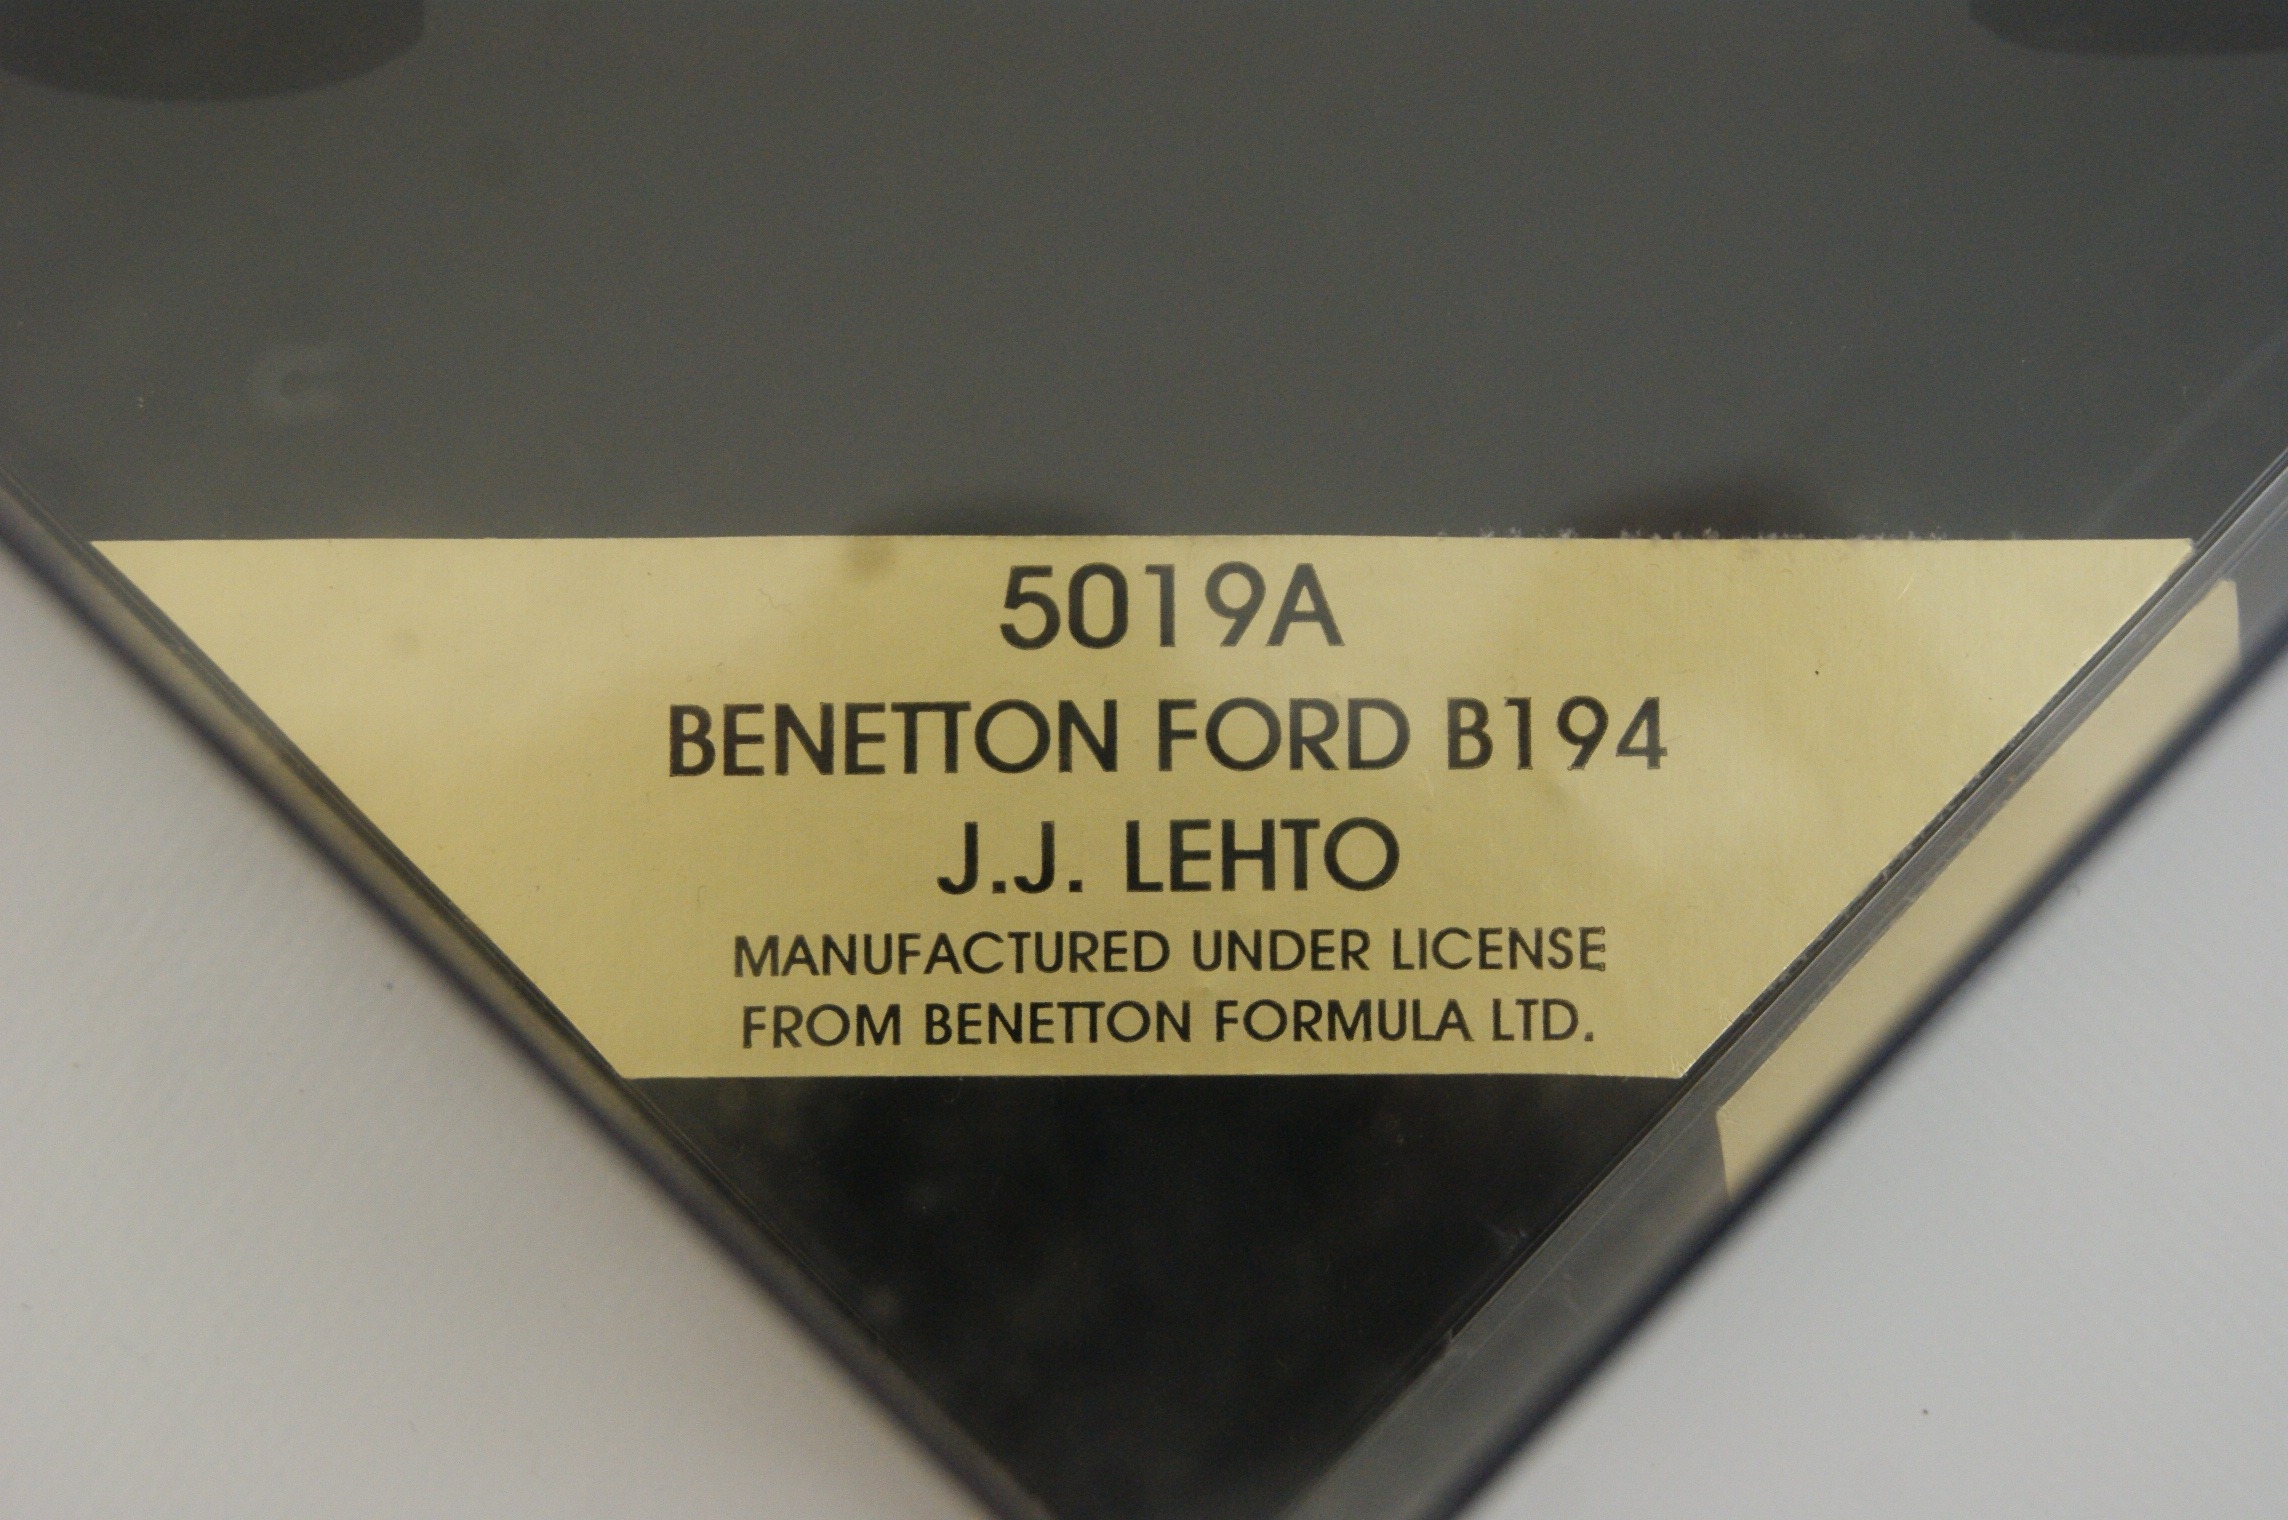 5019A
BENETTON FORD B194
J.J. LEHTO
MANUFACTURED UNDER LICENSE
FROM BENETTON FORMULA LTD.